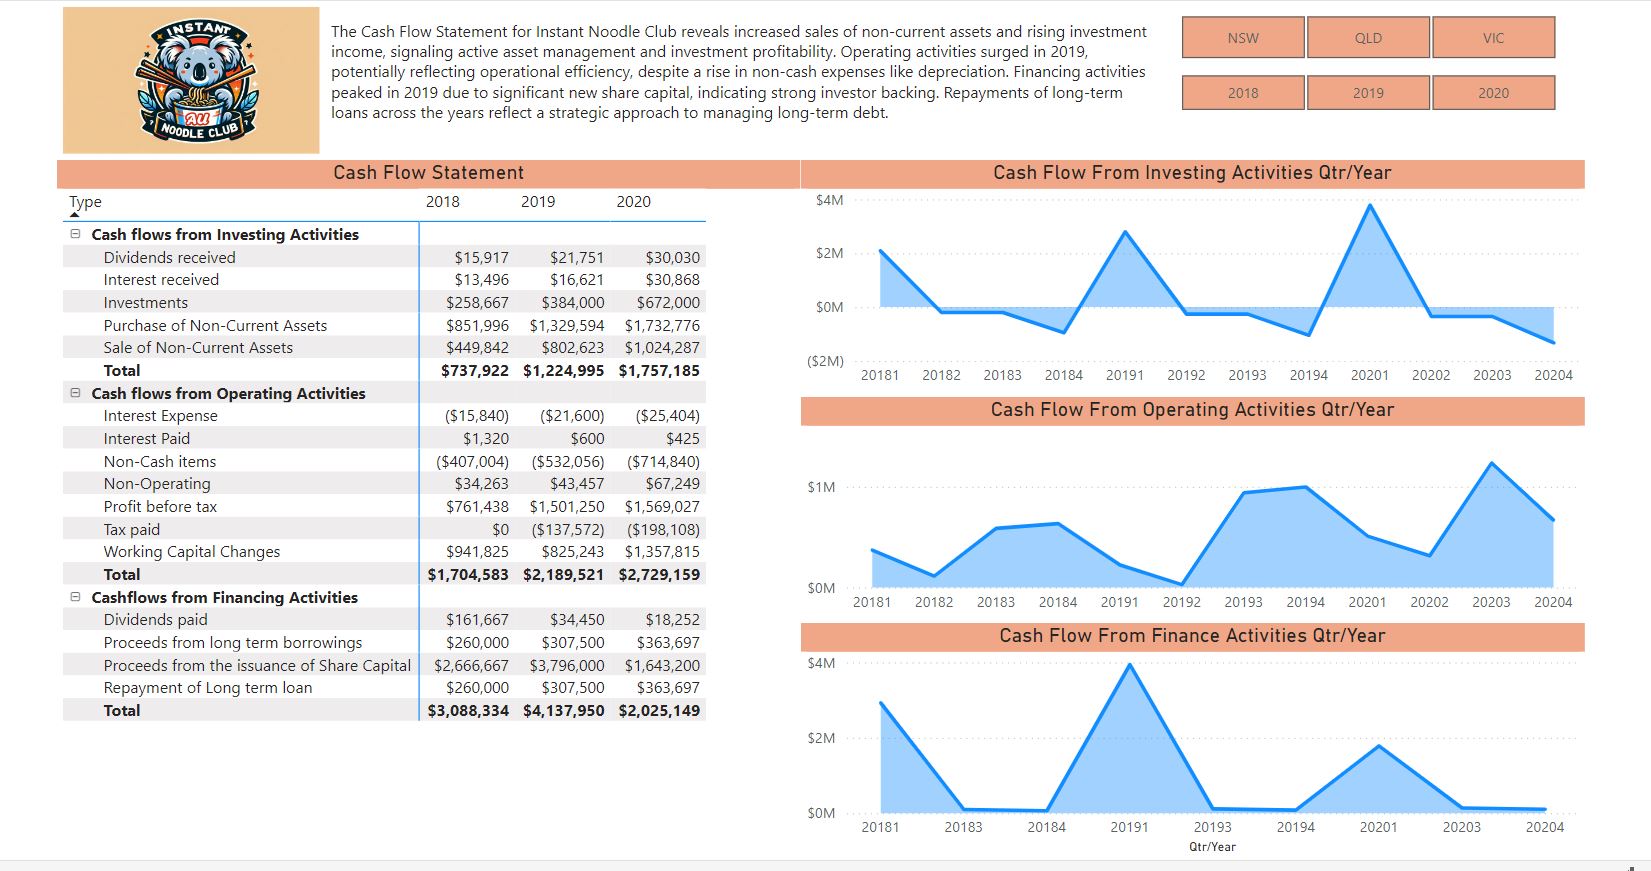 INSTANT
AU
NOODLE CLUB
The Cash Flow Statement for Instant Noodle Club reveals increased sales of non-current assets and rising investment
income, signaling active asset management and investment profitability. Operating activities surged in 2019,
potentially reflecting operational efficiency, despite a rise in non-cash expenses like depreciation. Financing activities
peaked in 2019 due to significant new share capital, indicating strong investor backing. Repayments of long-term
loans across the years reflect a strategic approach to managing long-term debt.
NSW QLD VIC
2018 2019 2020
Cash Flow Statement
Type 2018 2019 2020
Cash flows from Investing Activities
Dividends received $15,917 $21,751 $30,030
Interest received $13,496 $16,621 $30,868
Investments $258,667 $384,000 $672,000
Purchase of Non-Current Assets $851,996 $1,329,594 $1,732,776
Sale of Non-Current Assets $449,842 $802,623 $1,024,287
Total $737,922 $1,224,995 $1,757,185
Cash flows from Operating Activities
Interest Expense ($15,840) ($21,600) ($25,404)
Interest Paid $1,320 $600 $425
Non-Cash items ($407,004) ($532,056) ($714,840)
Non-Operating $34,263 $43,457 $67,249
Profit before tax $761,438 $1,501,250 $1,569,027
Tax paid $0 ($137,572) ($198,108)
Working Capital Changes $941,825 $825,243 $1,357,815
Total $1,704,583 $2,189,521 $2,729,159
Cashflows from Financing Activities
Dividends paid $161,667 $34,450 $18,252
Proceeds from long term borrowings $260,000 $307,500 $363,697
Proceeds from the issuance of Share Capital $2,666,667 $3,796,000 $1,643,200
Repayment of Long term loan $260,000 $307,500 $363,697
Total $3,088,334 $4,137,950 $2,025,149
Cash Flow From Investing Activities Qtr/Year
$4M
$2M
$0M
($2M)
20181 20182 20183 20184 20191 20192 20193 20194 20201 20202 20203 20204
Cash Flow From Operating Activities Qtr/Year
$1M
$0M
20181 20182 20183 20184 20191 20192 20193 20194 20201 20202 20203 20204
Cash Flow From Finance Activities Qtr/Year
$4M
$2M
$0M
20181 20183 20184 20191 20193 20194 20201 20203 20204
Qtr/Year